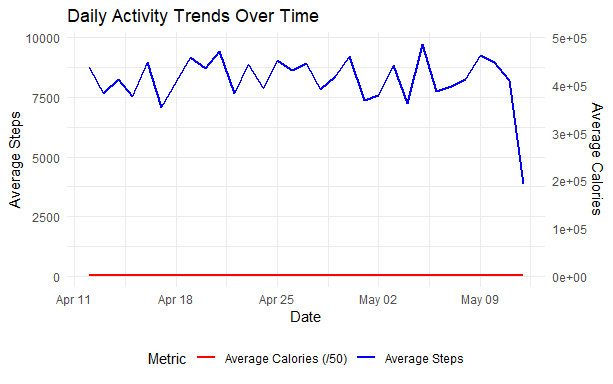 Daily Activity Trends Over Time
10000
7500
5000
2500
0
Average Steps
5e+05
4e+05
3e+05
2e+05
1e+05
0e+00
Average Calories
Apr 11 Apr 18 Apr 25 May 02 May 09
Date
Metric Average Calories (/50) Average Steps